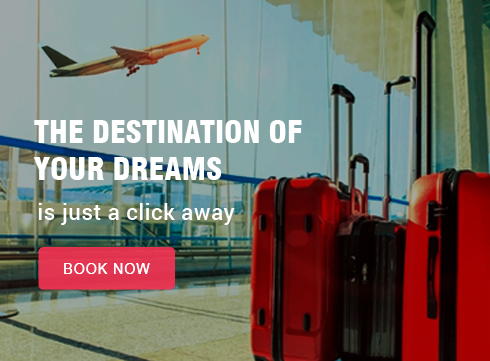 THE DESTINATION OF
YOUR DREAMS
is just a click away
BOOK NOW